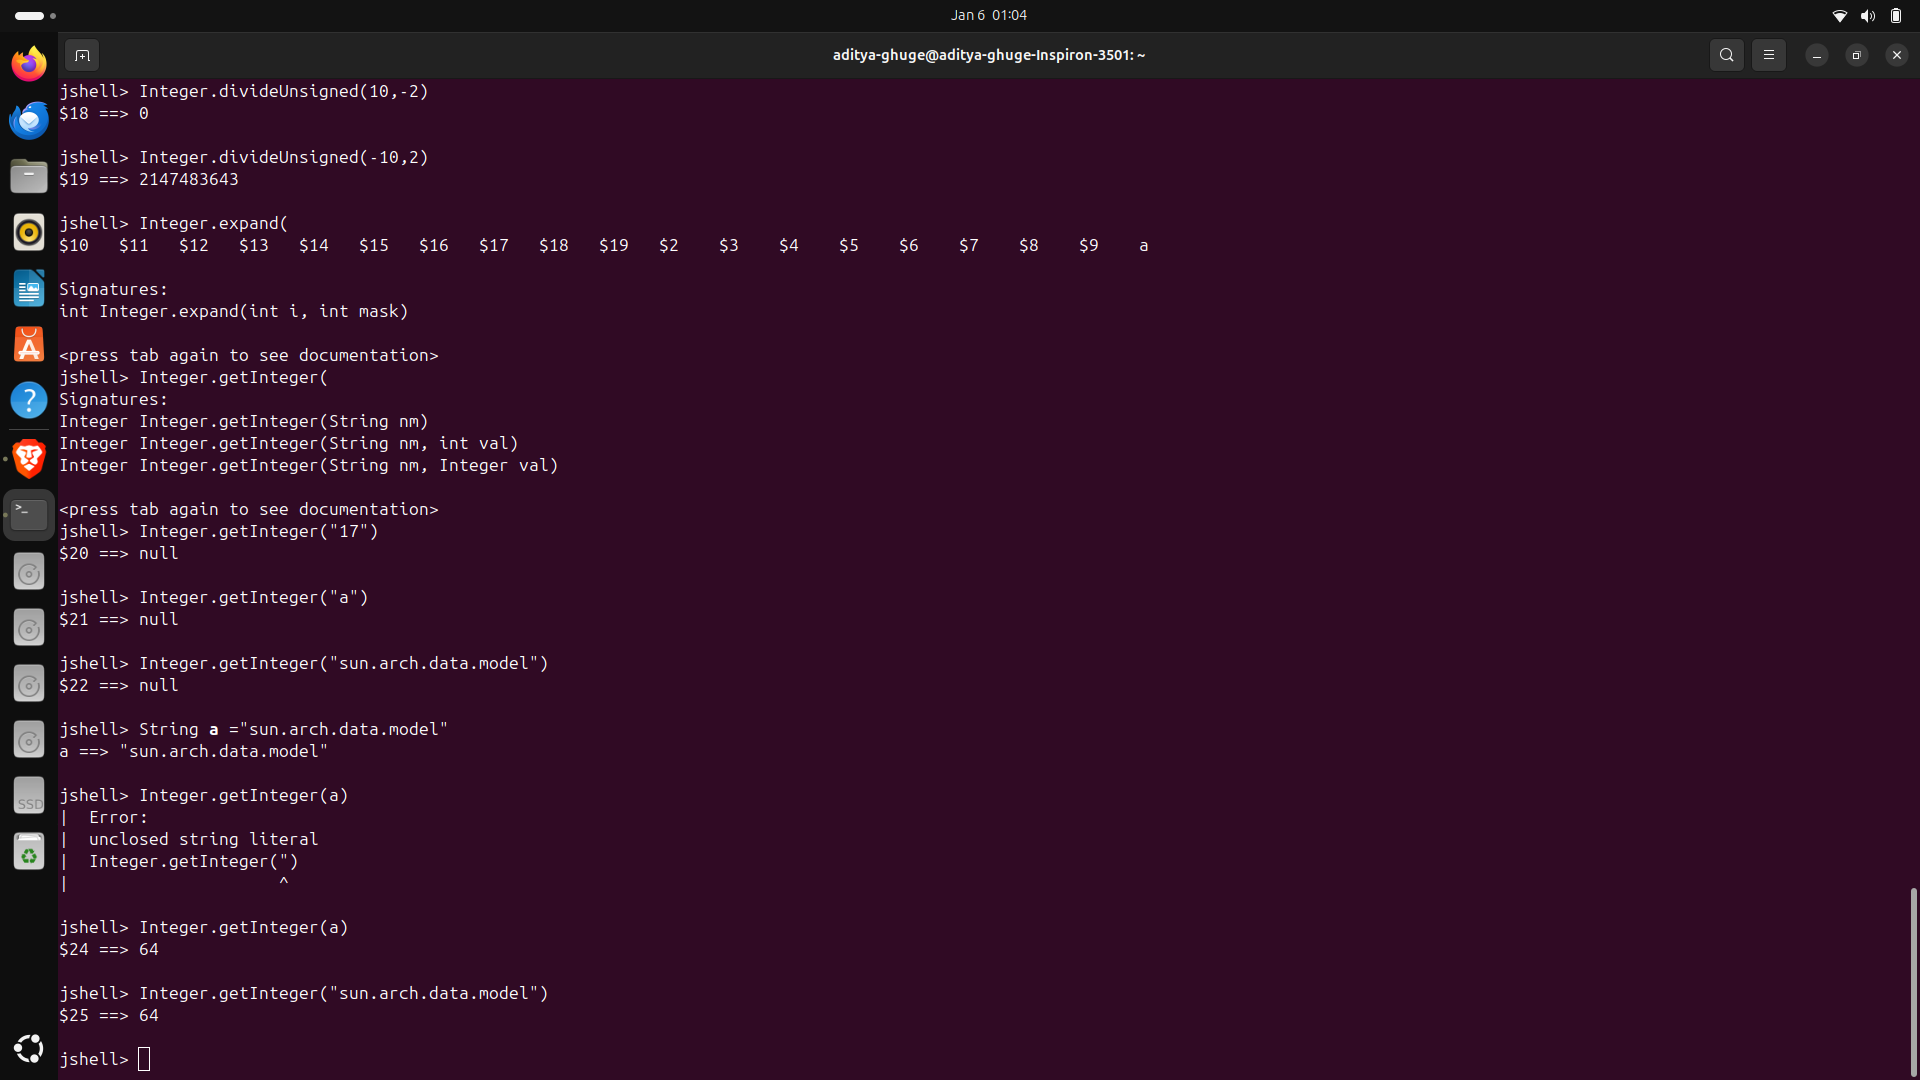 Jan 6 01:04
aditya-ghuge@aditya-ghuge-Inspiron-3501: ~
jshell> Integer.divideUnsigned(10,-2)
$18 ==> 0
jshell> Integer.divideUnsigned(-10,2)
$19 ==> 2147483643
jshell> Integer.expand(
$10 $11 $12 $13 $14 $15 $16 $17 $18 $19 $2 $3 $4 $5 $6 $7 $8 $9 a
Signatures:
int Integer.expand(int i, int mask)
<press tab again to see documentation>
jshell> Integer.getInteger(
Signatures:
Integer Integer.getInteger(String nm)
Integer Integer.getInteger(String nm, int val)
Integer Integer.getInteger(String nm, Integer val)
<press tab again to see documentation>
jshell> Integer.getInteger("17")
$20 ==> null
jshell> Integer.getInteger("a")
$21 ==> null
jshell> Integer.getInteger("sun.arch.data.model")
$22 ==> null
jshell> String a ="sun.arch.data.model"
a ==> "sun.arch.data.model"
jshell> Integer.getInteger(a)
| Error:
| unclosed string literal
| Integer.getInteger(")
| ^
jshell> Integer.getInteger(a)
$24 ==> 64
jshell> Integer.getInteger("sun.arch.data.model")
$25 ==> 64
jshell>
SSD